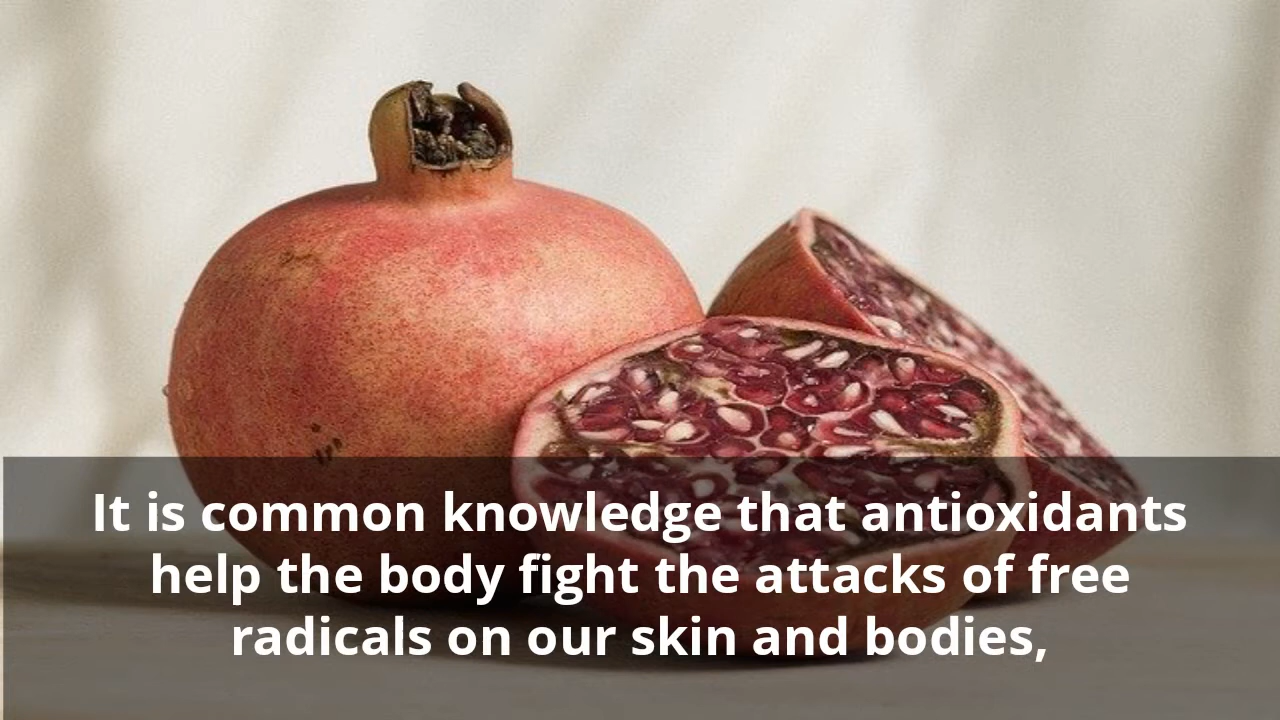 It is common knowledge that antioxidants
help the body fight the attacks of free
radicals on our skin and bodies,